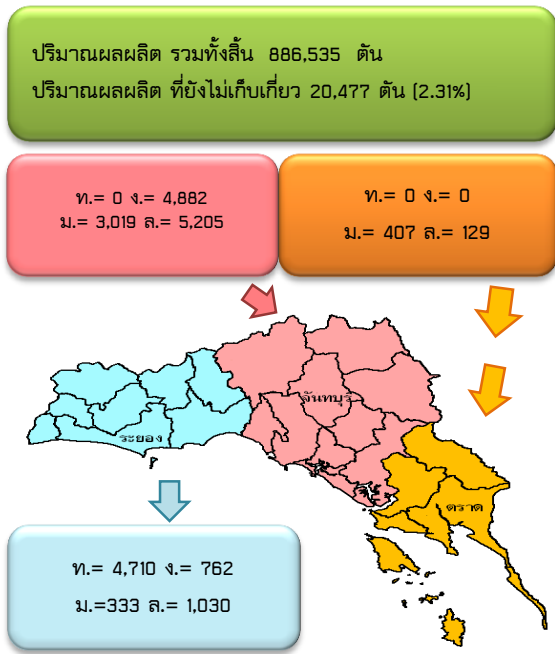 ปริมาณผลผลิต รวมทั้งสิ้น 886,535 ตัน
ปริมาณผลผลิต ที่ยังไม่เก็บเกี่ยว 20,477 ตัน (2.31%)
ท.= 0 ง.= 4,882
ม.= 3,019 ล.= 5,205
ท.= 0 ง.= 0
ม.= 407 ล.= 129
จันทบุรี
ระยอง
ตราด
ท.= 4,710 ง.= 762
ม.=333 ล.= 1,030